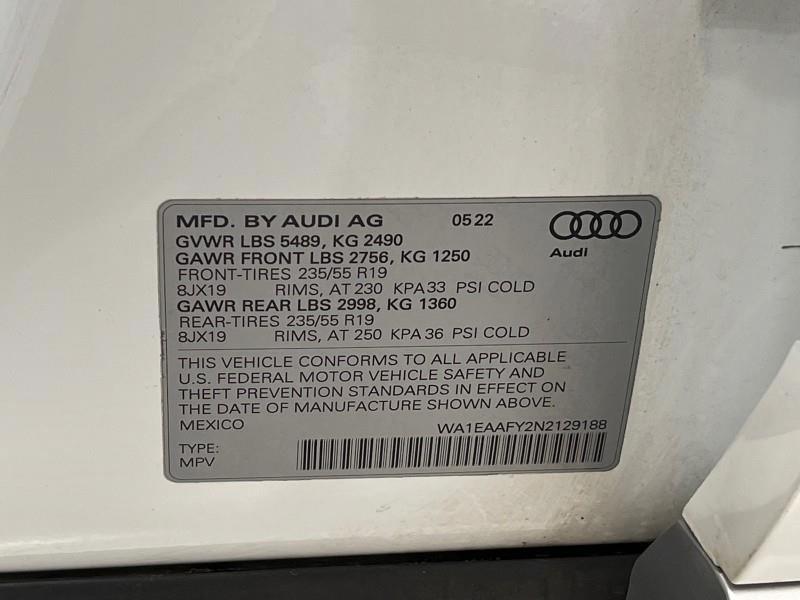 MFD. BY AUDI AG 05 22
GVWR LBS 5489, KG 2490
GAWR FRONT LBS 2756, KG 1250
Audi
FRONT-TIRES 235/55 R19
8JX19 RIMS, AT 230 KPA 33 PSI COLD
GAWR REAR LBS 2998, KG 1360
REAR-TIRES 235/55 R19
8JX19 RIMS, AT 250 KPA 36 PSI COLD
THIS VEHICLE CONFORMS TO ALL APPLICABLE
U.S. FEDERAL MOTOR VEHICLE SAFETY AND
THEFT PREVENTION STANDARDS IN EFFECT ON
THE DATE OF MANUFACTURE SHOWN ABOVE.
MEXICO WA1EAAFY2N2129188
TYPE:
MPV